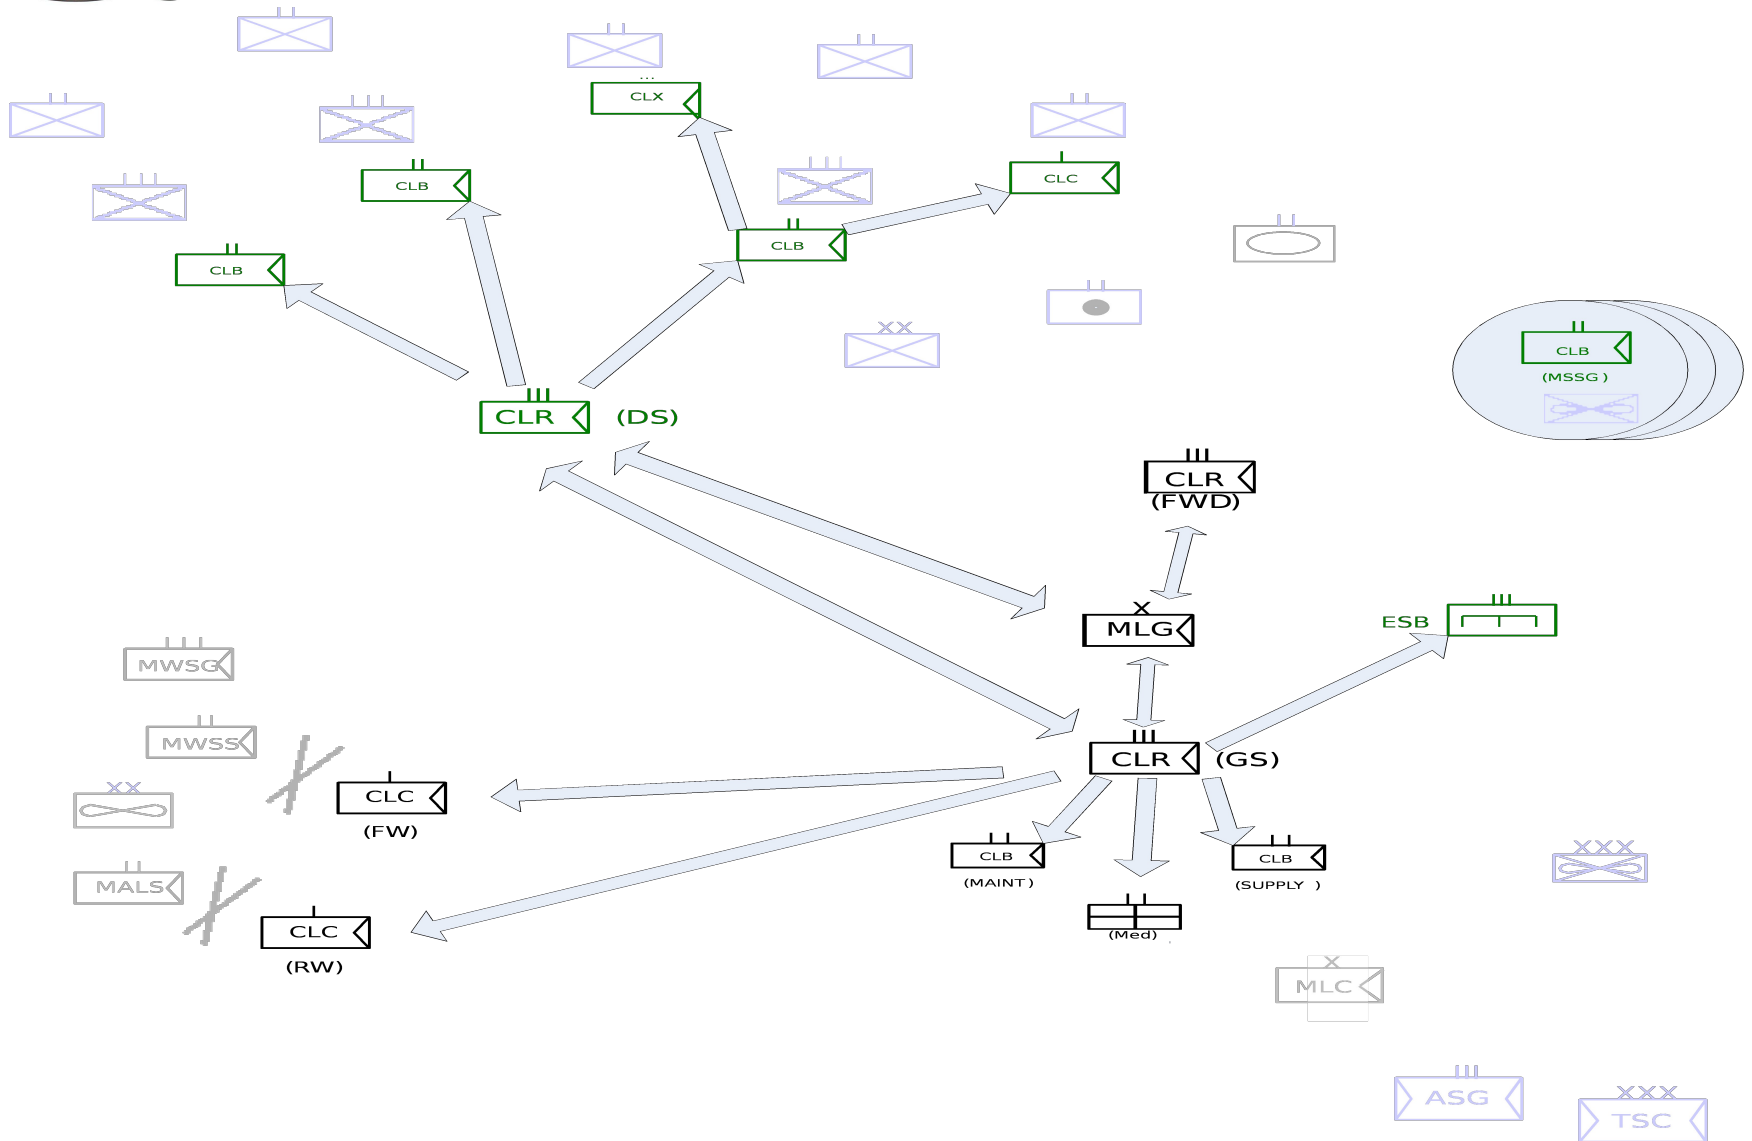 ...
CLX
CLC
CLB
CLB
CLB
CLB
(MSSG)
CLR (DS)
CLR
(FWD)
MLG
ESB
MWSG
MWSS
CLR (GS)
CLC
(FW)
CLB
(MAINT)
CLB
(SUPPLY )
MALS
CLC
(RW)
(Med)
MLC
ASG
TSC